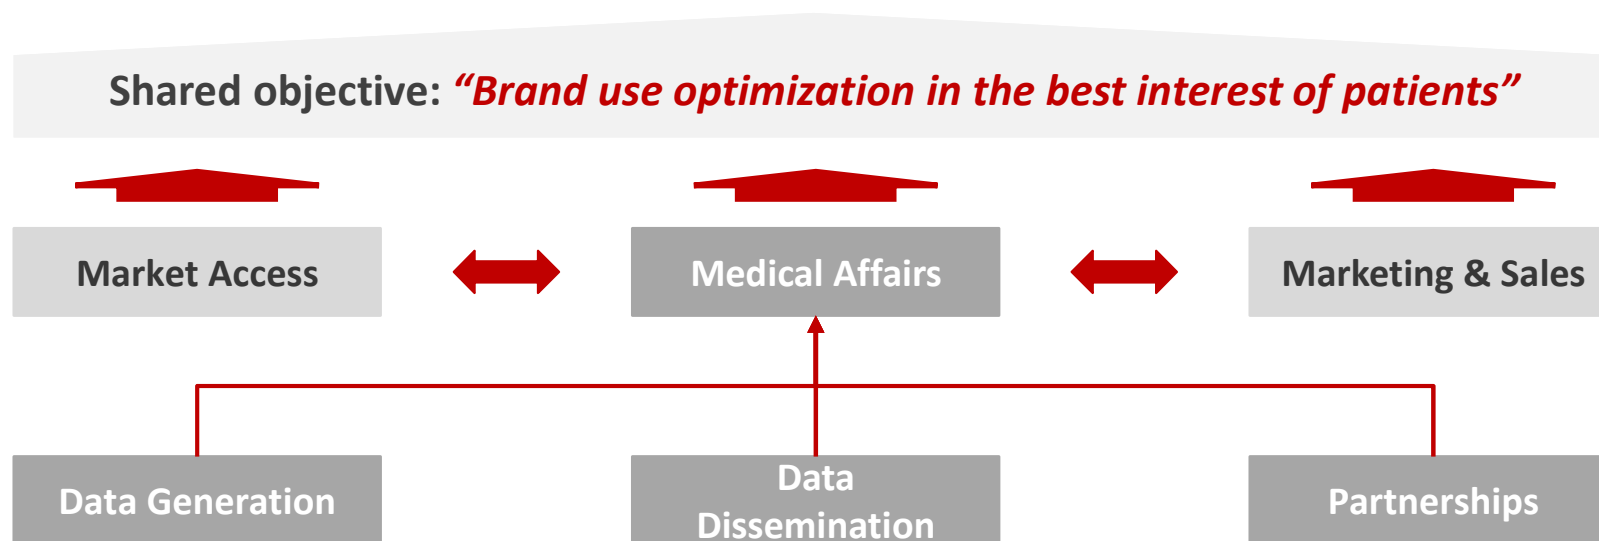 Shared objective: “Brand use optimization in the best interest of patients”
Market Access
Medical Affairs
Marketing & Sales
Data Generation
Data
Dissemination
Partnerships